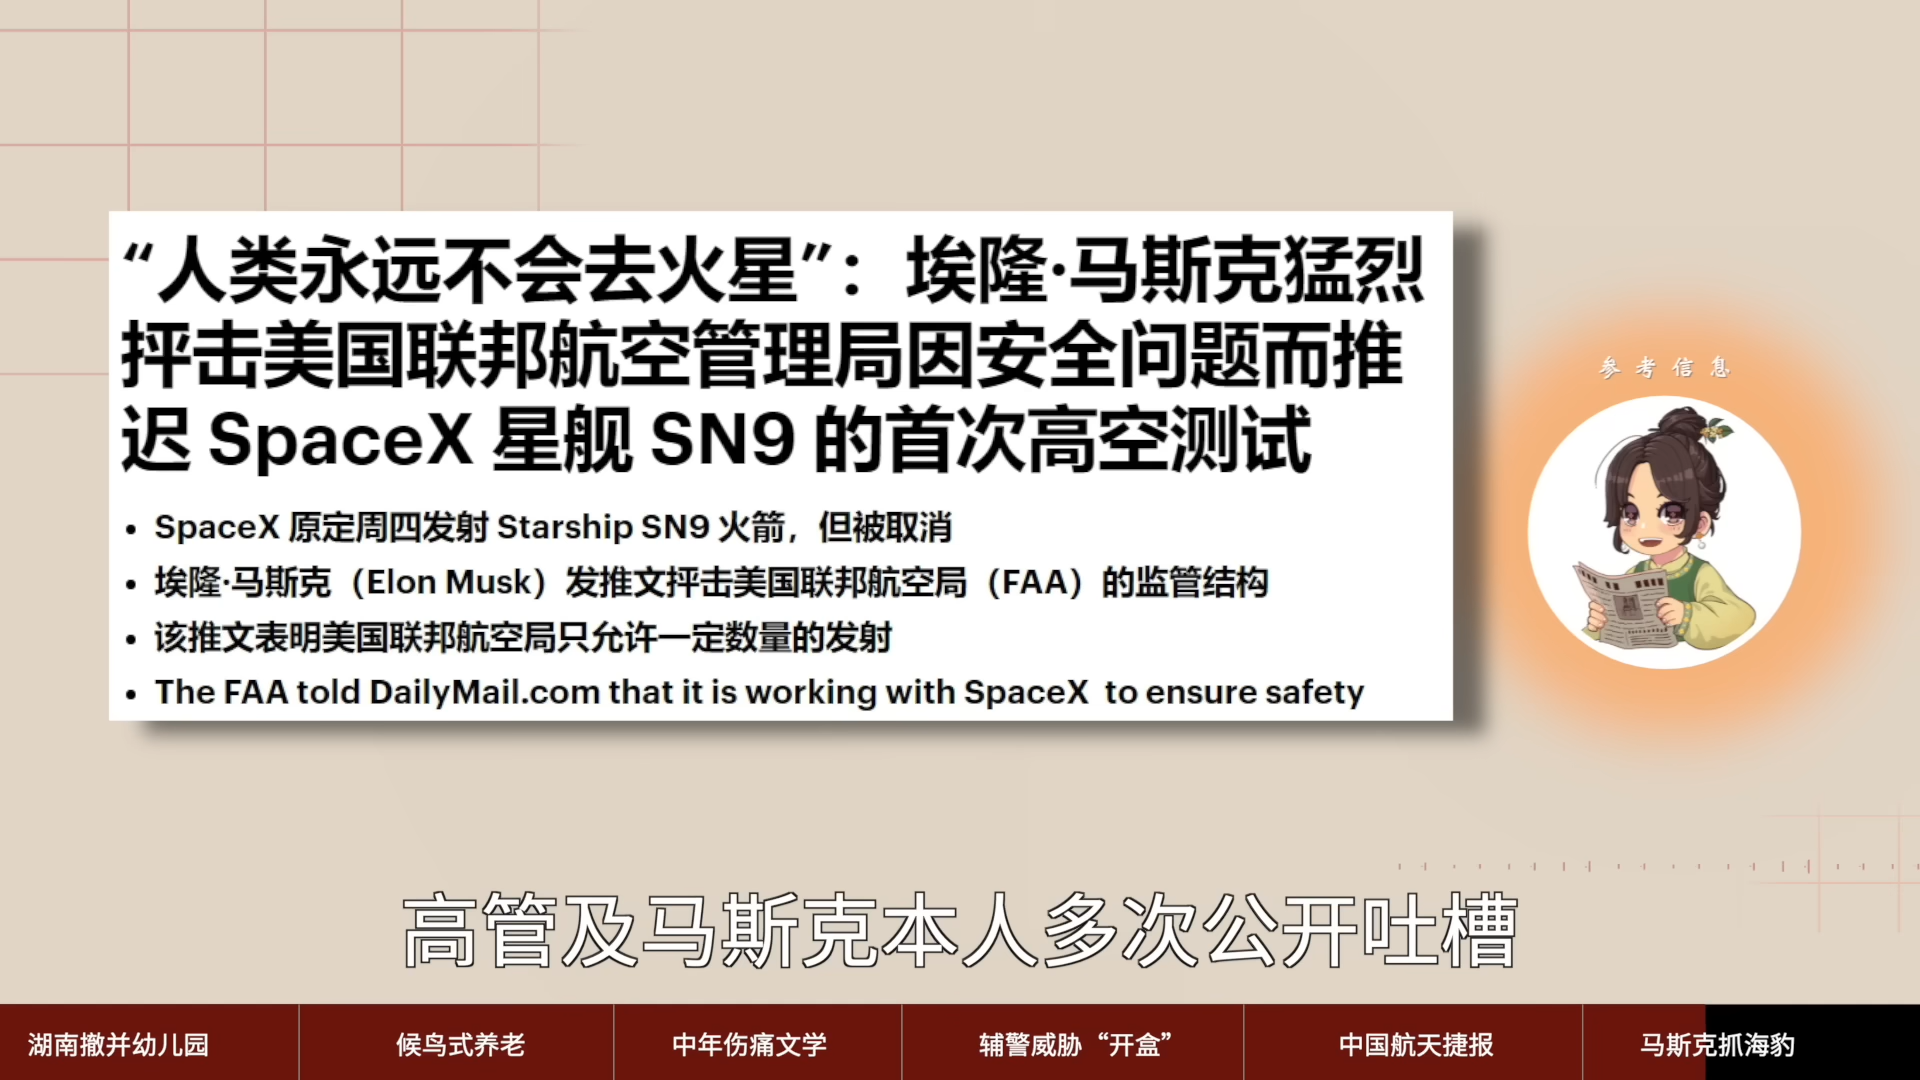 “人类永远不会去火星”：埃隆·马斯克猛烈
抨击美国联邦航空管理局因安全问题而推
迟 SpaceX 星舰 SN9 的首次高空测试
• SpaceX 原定周四发射 Starship SN9 火箭，但被取消
• 埃隆·马斯克（Elon Musk）发推文抨击美国联邦航空局（FAA）的监管结构
• 该推文表明美国联邦航空局只允许一定数量的发射
• The FAA told DailyMail.com that it is working with SpaceX to ensure safety
参考信息
高管及马斯克本人多次公开吐槽
湖南撤并幼儿园
候鸟式养老
中年伤痛文学
辅警威胁“开盒”
中国航天捷报
马斯克抓海豹